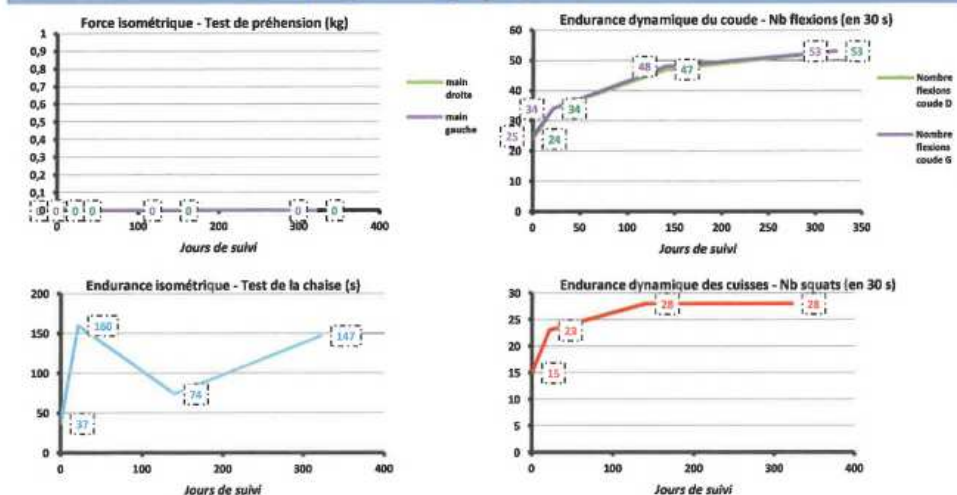 Force isométrique - Test de préhension (kg)
1
0,9
0,8
0,7
0,6
0,5
0,4
0,3
0,2
0,1
0
0 0 0 0 0 0 0 0
0 100 200 300 400
Jours de suivi
main
droite
main
gauche
Endurance dynamique du coude - Nb flexions (en 30 s)
60
50
40
30
20
10
0
25 34 24 34 48 47 53 53
0 50 100 150 200 250 300 350
Jours de suivi
Nombre
flexions
coude D
Nombre
flexions
coude G
Endurance isométrique - Test de la chaise (s)
200
150
100
50
0
37 160 74 147
0 100 200 300 400
Jours de suivi
Endurance dynamique des cuisses - Nb squats (en 30 s)
30
25
20
15
10
5
0
15 23 28 28
0 100 200 300 400
Jours de suivi